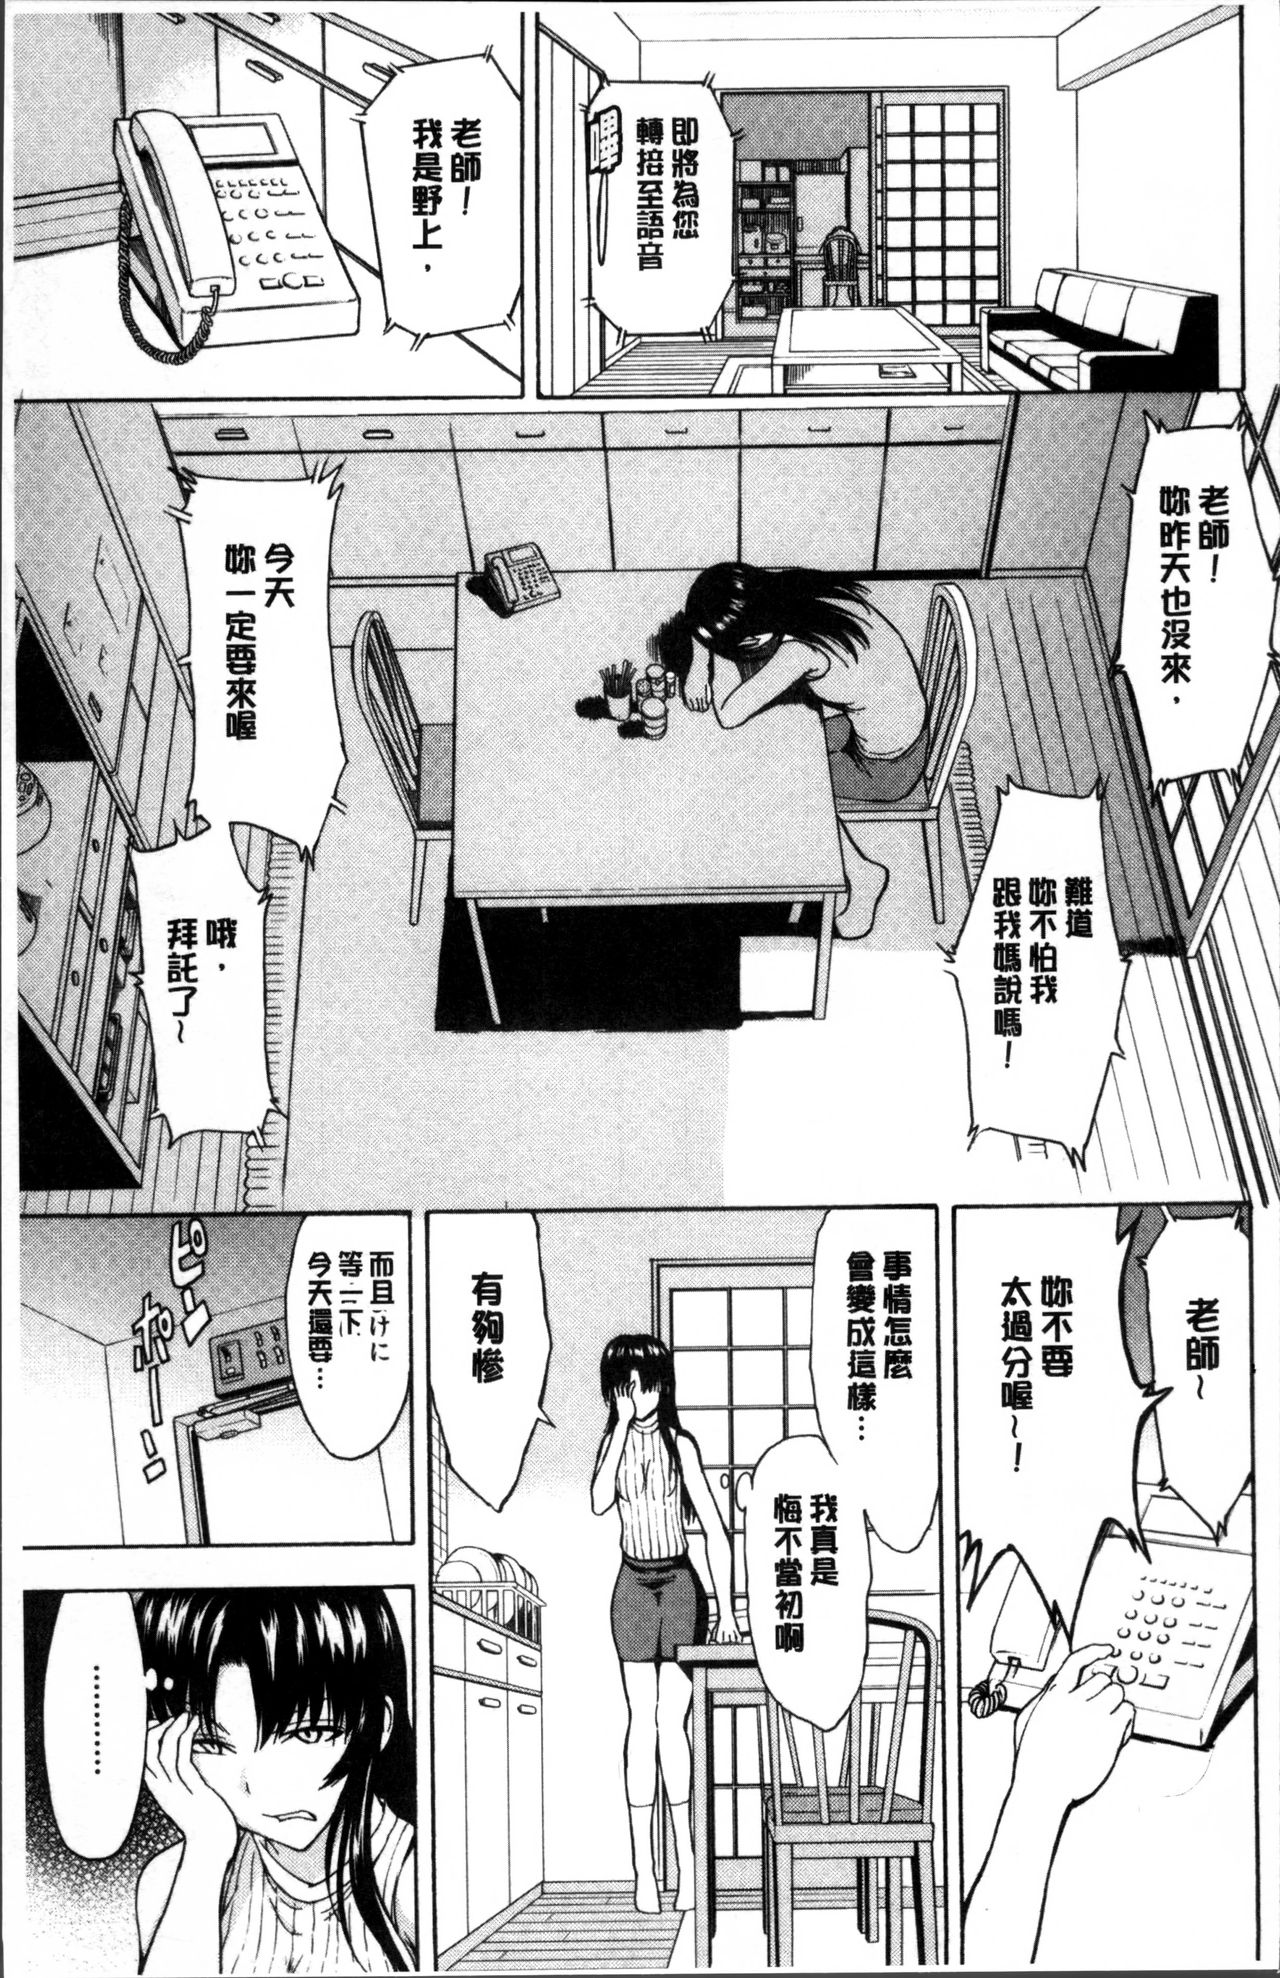 嗶
即將為您
轉接至語音
老師！
我是野上，
老師！
妳昨天也沒來，
難道
妳不怕我
跟我媽說嗎！
今天
妳一定要來喔
哦，
拜託了~
老師~
妳不要
太過分喔~！
事情怎麼
會變成這樣…
我真是
悔不當初啊
有夠慘
而且けに
等一下
今天還要…
ピーンポーン
………